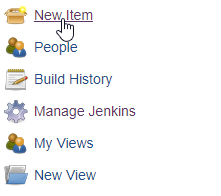 New Item
People
Build History
Manage Jenkins
My Views
New View